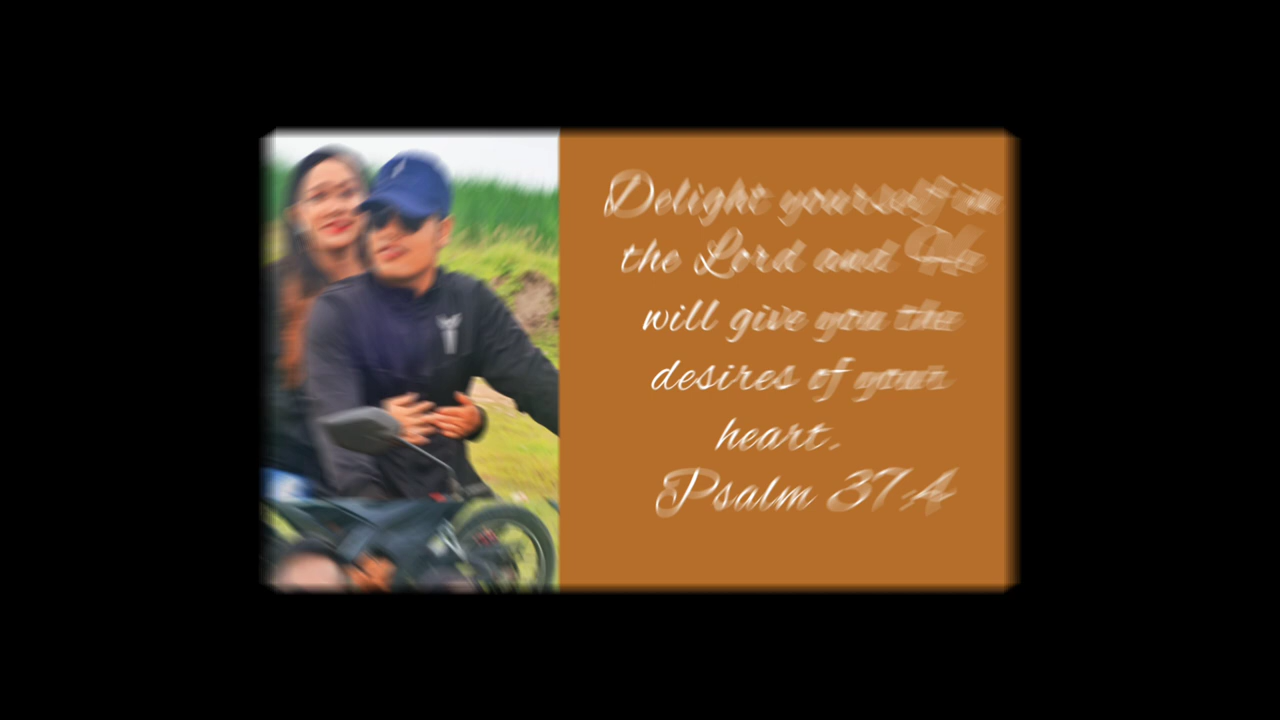 Delight yourself in
the Lord and He
will give you the
desires of your
heart.
Psalm 37:4